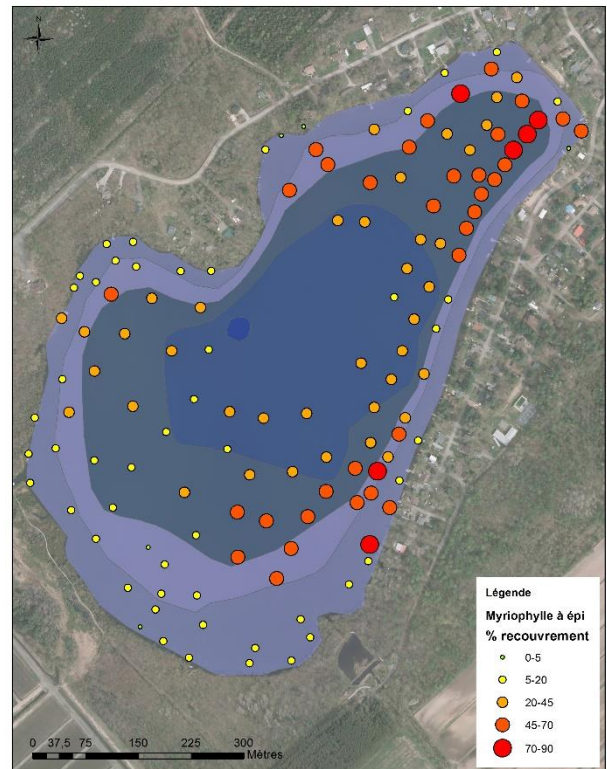 N
Légende
Myriophylle à épi
% recouvrement
0-5
5-20
20-45
45-70
70-90
0 37,5 75 150 225 300
Mètres